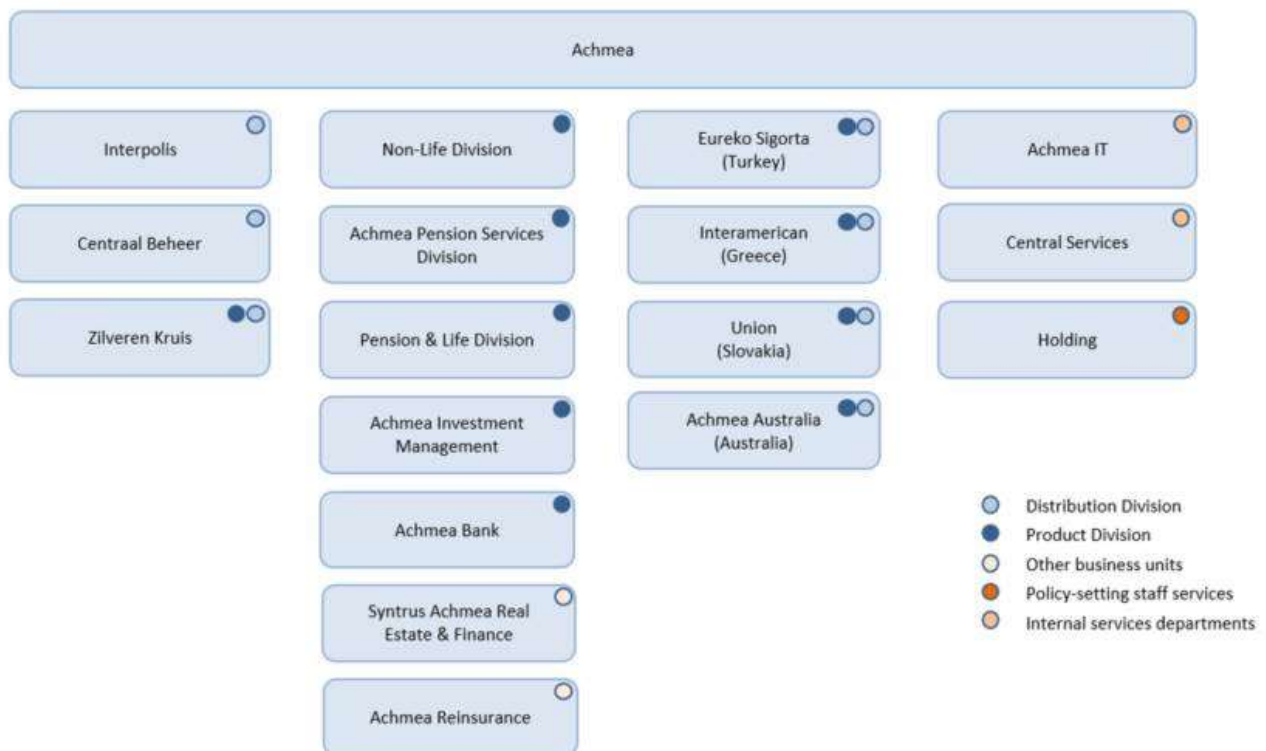 Achmea
Interpolis
Centraal Beheer
Zilveren Kruis
Non-Life Division
Achmea Pension Services
Division
Pension & Life Division
Achmea Investment
Management
Achmea Bank
Syntrus Achmea Real
Estate & Finance
Achmea Reinsurance
Eureko Sigorta
(Turkey)
Interamerican
(Greece)
Union
(Slovakia)
Achmea Australia
(Australia)
Achmea IT
Central Services
Holding
Distribution Division
Product Division
Other business units
Policy-setting staff services
Internal services departments